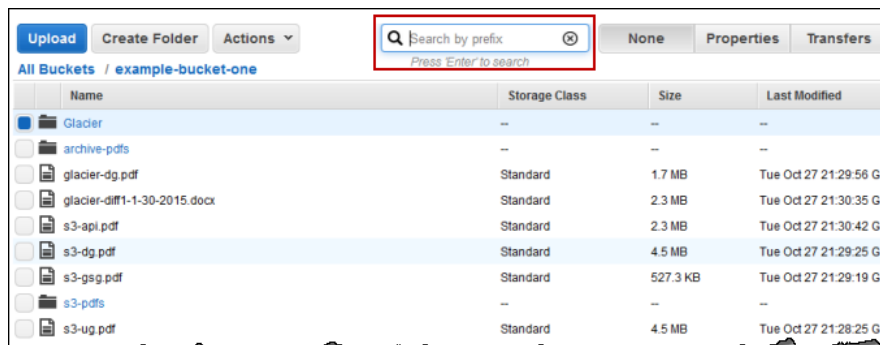 Upload Create Folder Actions Search by prefix None Properties Transfers
Press 'Enter' to search
All Buckets / example-bucket-one
Name Storage Class Size Last Modified
Glacier -- -- --
archive-pdfs -- -- --
glacier-dg.pdf Standard 1.7 MB Tue Oct 27 21:29:56 G
glacier-diff1-1-30-2015.docx Standard 2.3 MB Tue Oct 27 21:30:35 G
s3-api.pdf Standard 2.3 MB Tue Oct 27 21:30:42 G
s3-dg.pdf Standard 4.5 MB Tue Oct 27 21:29:25 G
s3-gsg.pdf Standard 527.3 KB Tue Oct 27 21:29:19 G
s3-pdfs -- -- --
s3-ug.pdf Standard 4.5 MB Tue Oct 27 21:28:25 G